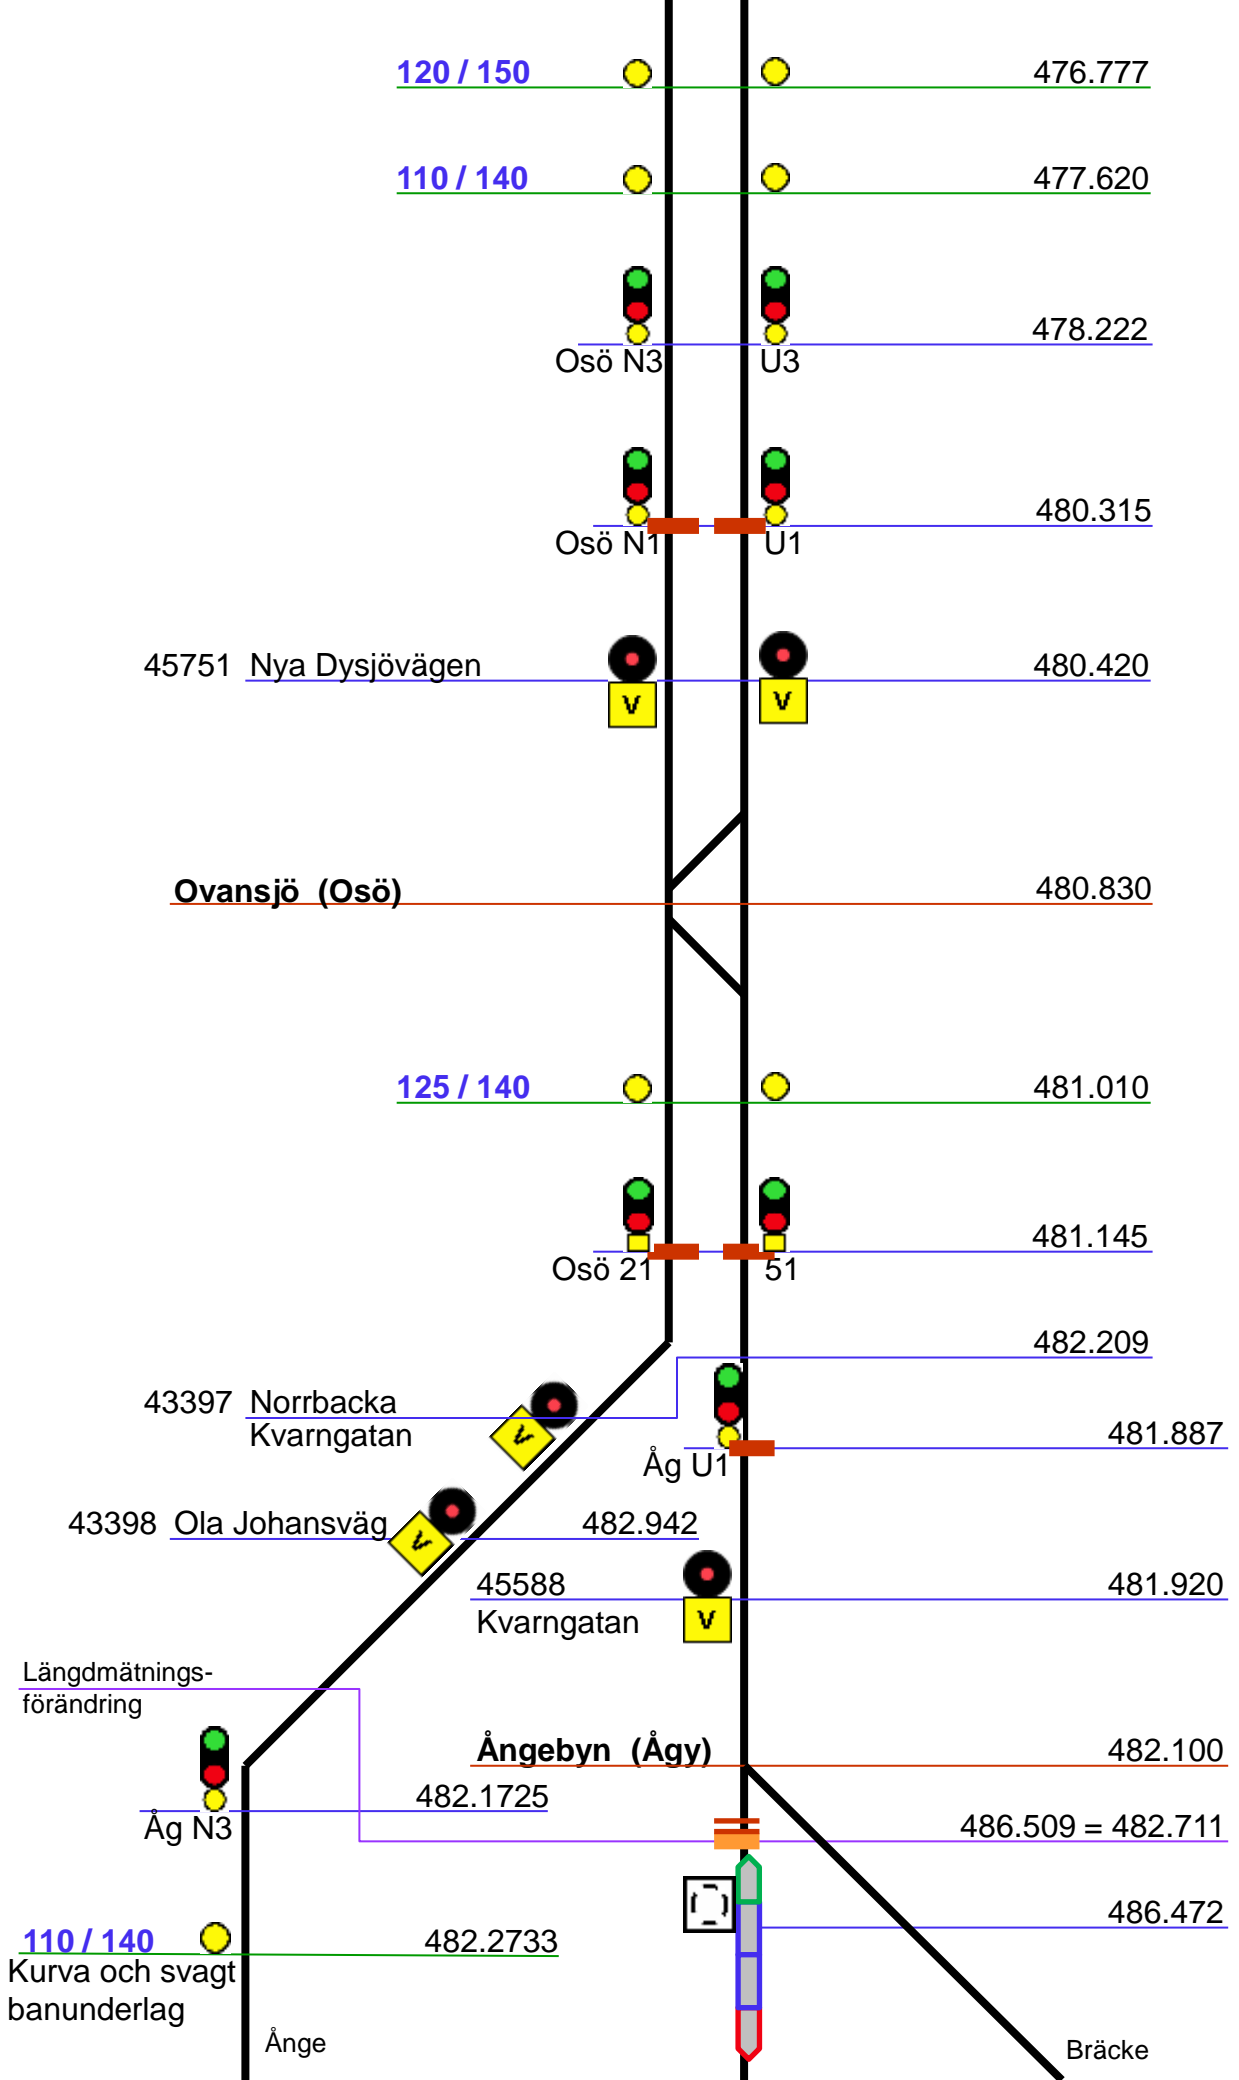 120 / 150 476.777
110 / 140 477.620
478.222
Osö N3 U3
480.315
Osö N1 U1
45751 Nya Dysjövägen 480.420
V V
Ovansjö (Osö) 480.830
125 / 140 481.010
481.145
Osö 21 51
482.209
43397 Norrbacka
Kvarngatan
V
481.887
Åg U1
43398 Ola Johansväg 482.942
V
45588 481.920
Kvarngatan V
Längdmätnings-
förändring
Ångebyn (Ågy) 482.100
482.1725
Åg N3
486.509 = 482.711
486.472
110 / 140 482.2733
Kurva och svagt
banunderlag
Ånge
Bräcke